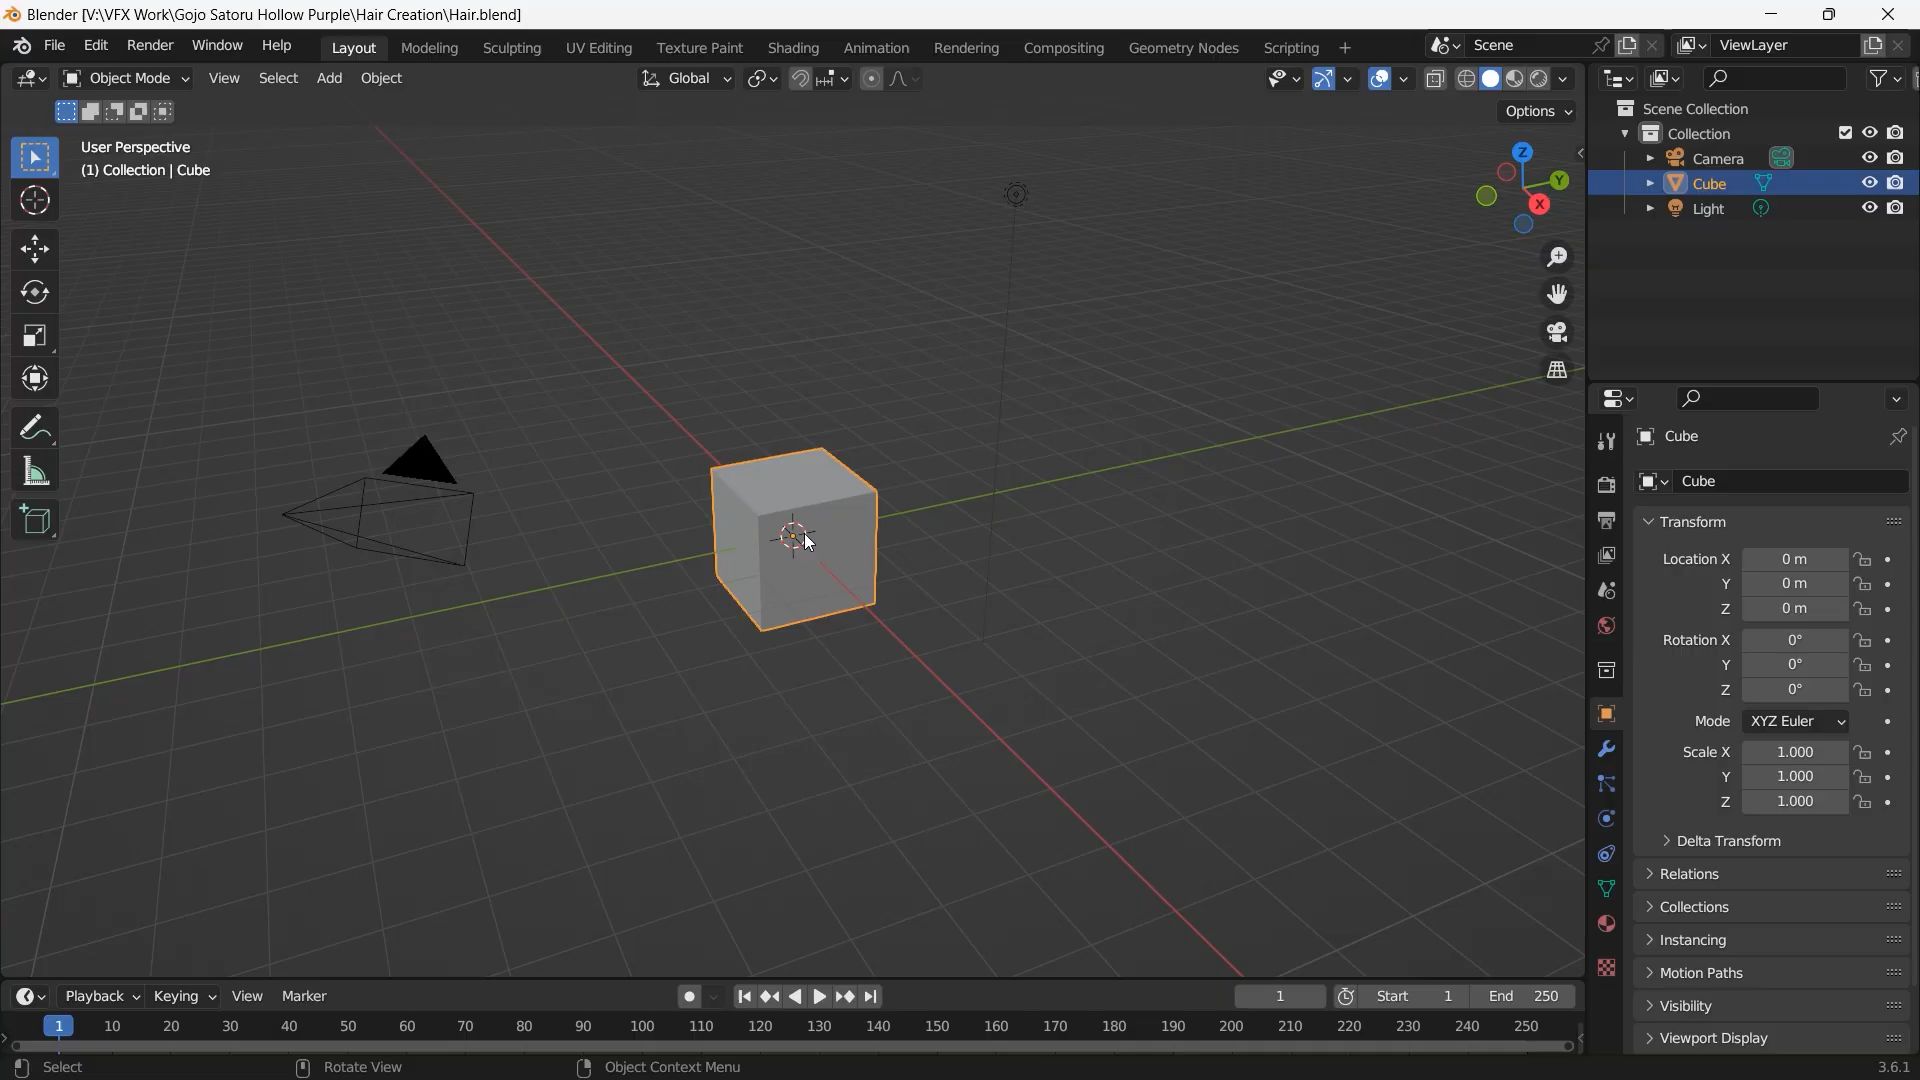 Blender [V:\VFX Work\Gojo Satoru Hollow Purple\Hair Creation\Hair.blend]
File Edit Render Window Help Layout Modeling Sculpting UV Editing Texture Paint Shading Animation Rendering Compositing Geometry Nodes Scripting + Scene ViewLayer
Object Mode View Select Add Object Global
Options
User Perspective
(1) Collection | Cube
Z
Y
X
Scene Collection
Collection
Camera
Cube
Light
Cube
Cube
Transform
Location X 0 m
Y 0 m
Z 0 m
Rotation X 0°
Y 0°
Z 0°
Mode XYZ Euler
Scale X 1.000
Y 1.000
Z 1.000
Delta Transform
Relations
Collections
Instancing
Motion Paths
Visibility
Viewport Display
Playback Keying View Marker 1 Start 1 End 250
1 10 20 30 40 50 60 70 80 90 100 110 120 130 140 150 160 170 180 190 200 210 220 230 240 250
Select Rotate View Object Context Menu 3.6.1